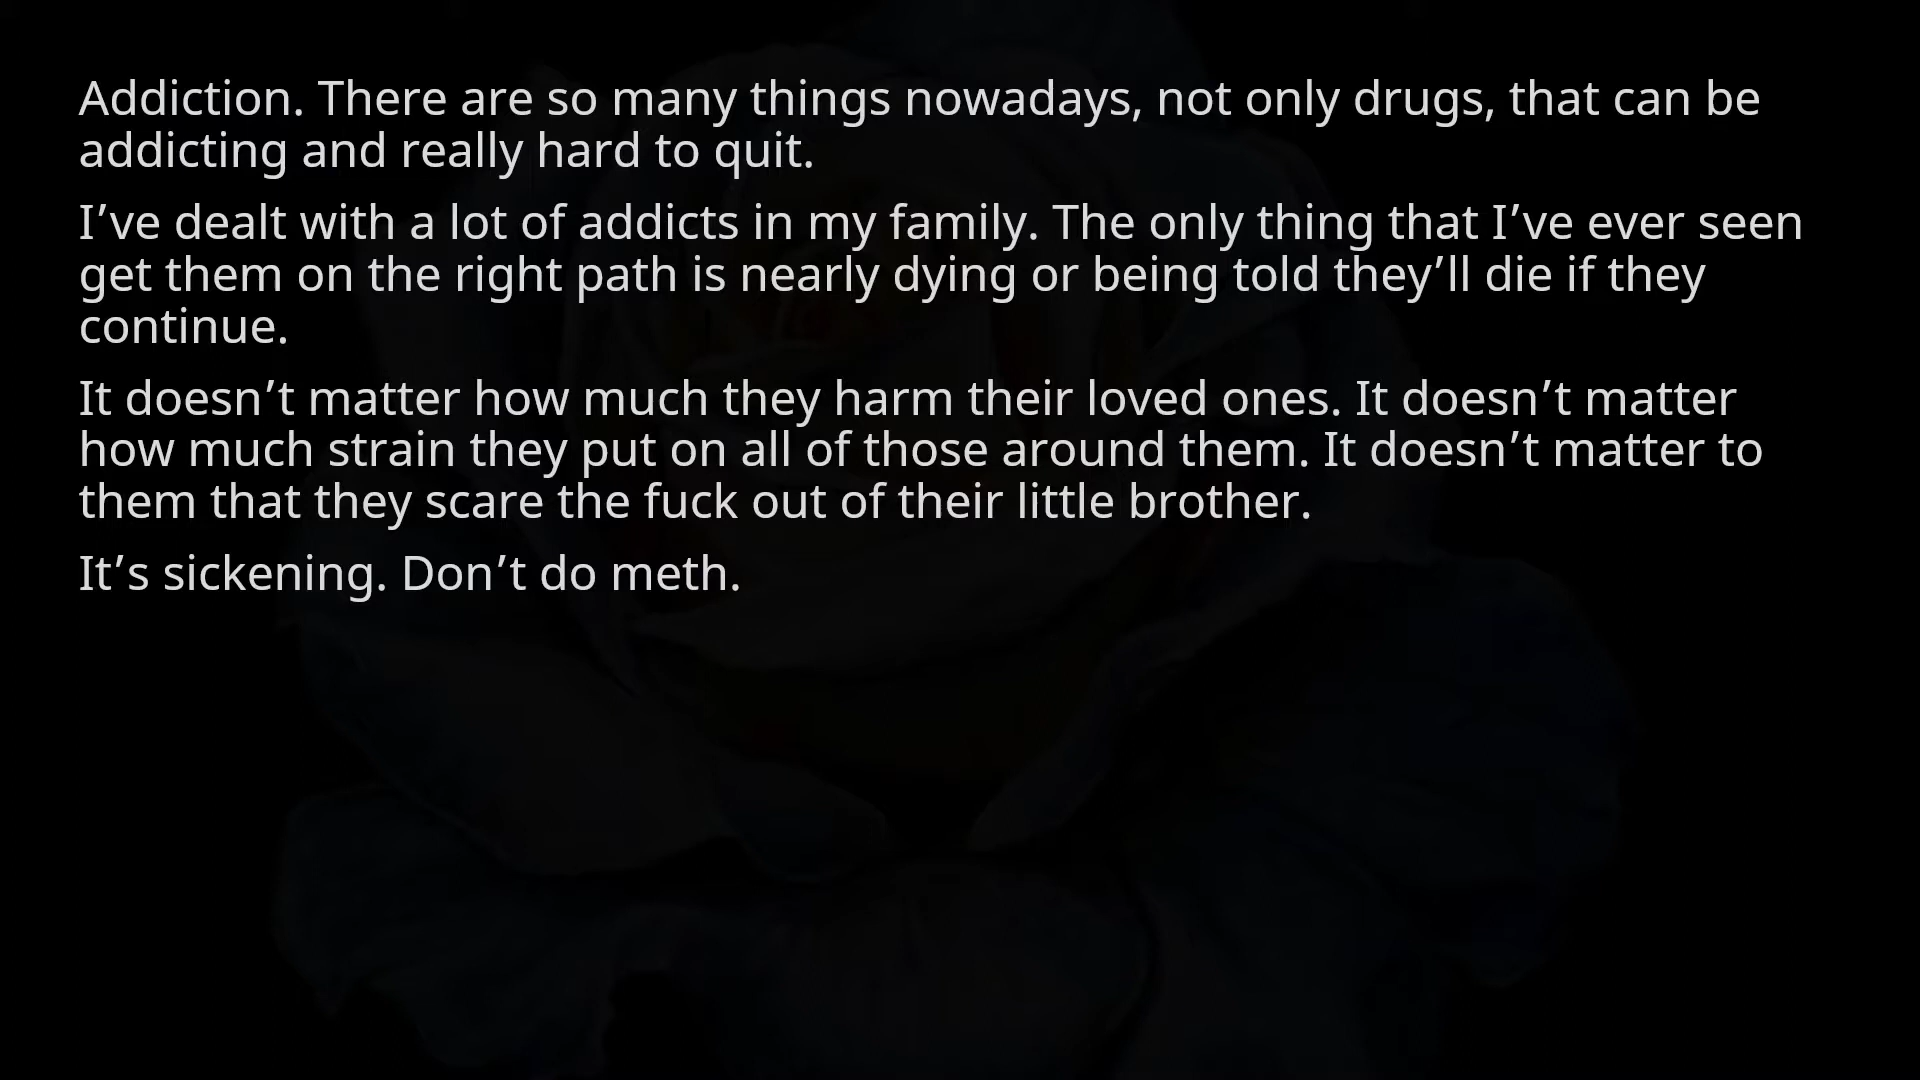 Addiction. There are so many things nowadays, not only drugs, that can be
addicting and really hard to quit.
I’ve dealt with a lot of addicts in my family. The only thing that I’ve ever seen
get them on the right path is nearly dying or being told they’ll die if they
continue.
It doesn’t matter how much they harm their loved ones. It doesn’t matter
how much strain they put on all of those around them. It doesn’t matter to
them that they scare the fuck out of their little brother.
It’s sickening. Don’t do meth.